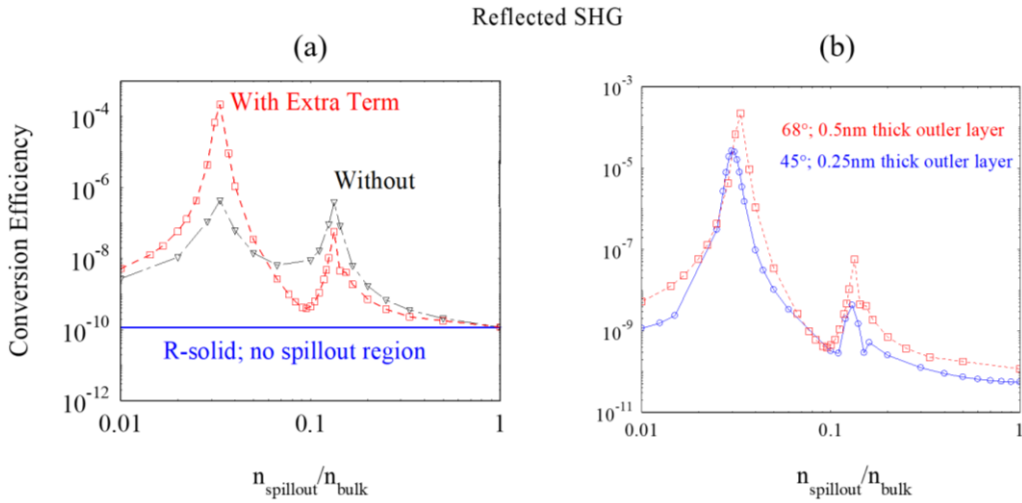 Reflected SHG
(a)
(b)
Conversion Efficiency
10^-4
10^-6
10^-8
10^-10
10^-12
With Extra Term
Without
R-solid; no spillout region
0.01
0.1
1
n_spillout/n_bulk
10^-3
10^-5
10^-7
10^-9
10^-11
68°; 0.5nm thick outler layer
45°; 0.25nm thick outler layer
0.01
0.1
1
n_spillout/n_bulk